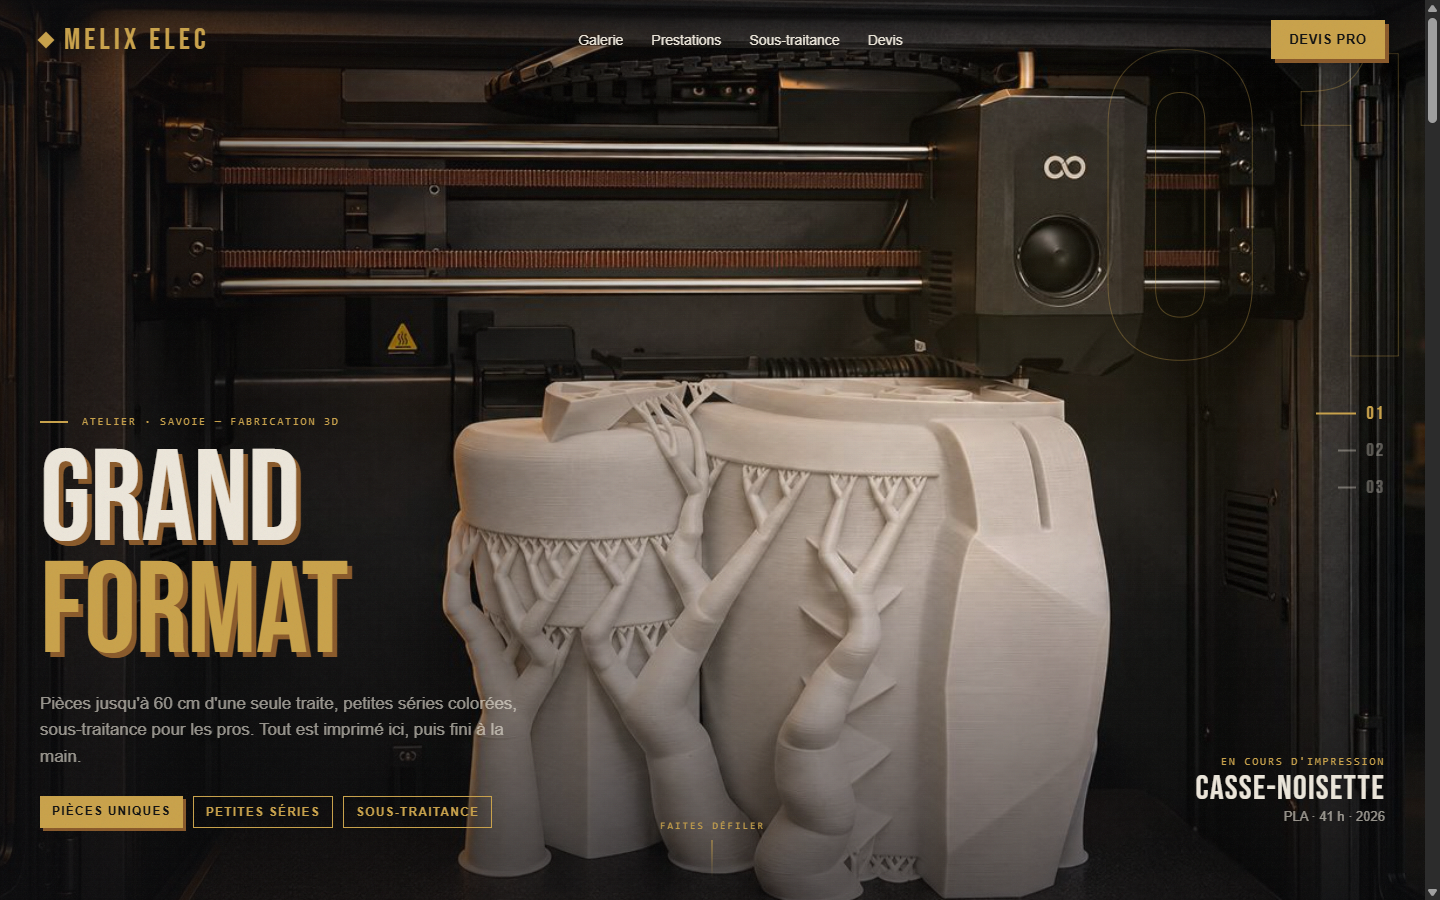 MELIX ELEC
Galerie
Prestations
Sous-traitance
Devis
DEVIS PRO
01
01
02
03
ATELIER · SAVOIE — FABRICATION 3D
GRAND
FORMAT
Pièces jusqu'à 60 cm d'une seule traite, petites séries colorées,
sous-traitance pour les pros. Tout est imprimé ici, puis fini à la
main.
PIÈCES UNIQUES
PETITES SÉRIES
SOUS-TRAITANCE
FAITES DÉFILER
EN COURS D'IMPRESSION
CASSE-NOISETTE
PLA · 41 h · 2026